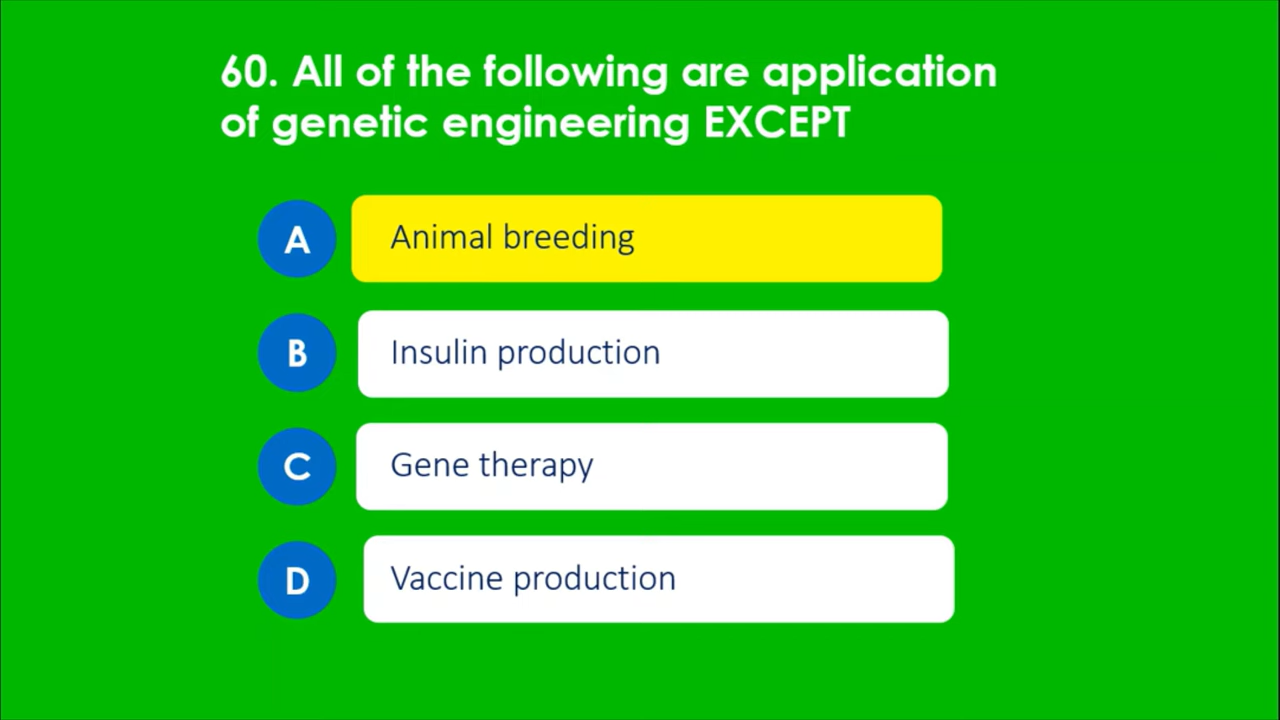 60. All of the following are application
of genetic engineering EXCEPT
A Animal breeding
B Insulin production
C Gene therapy
D Vaccine production